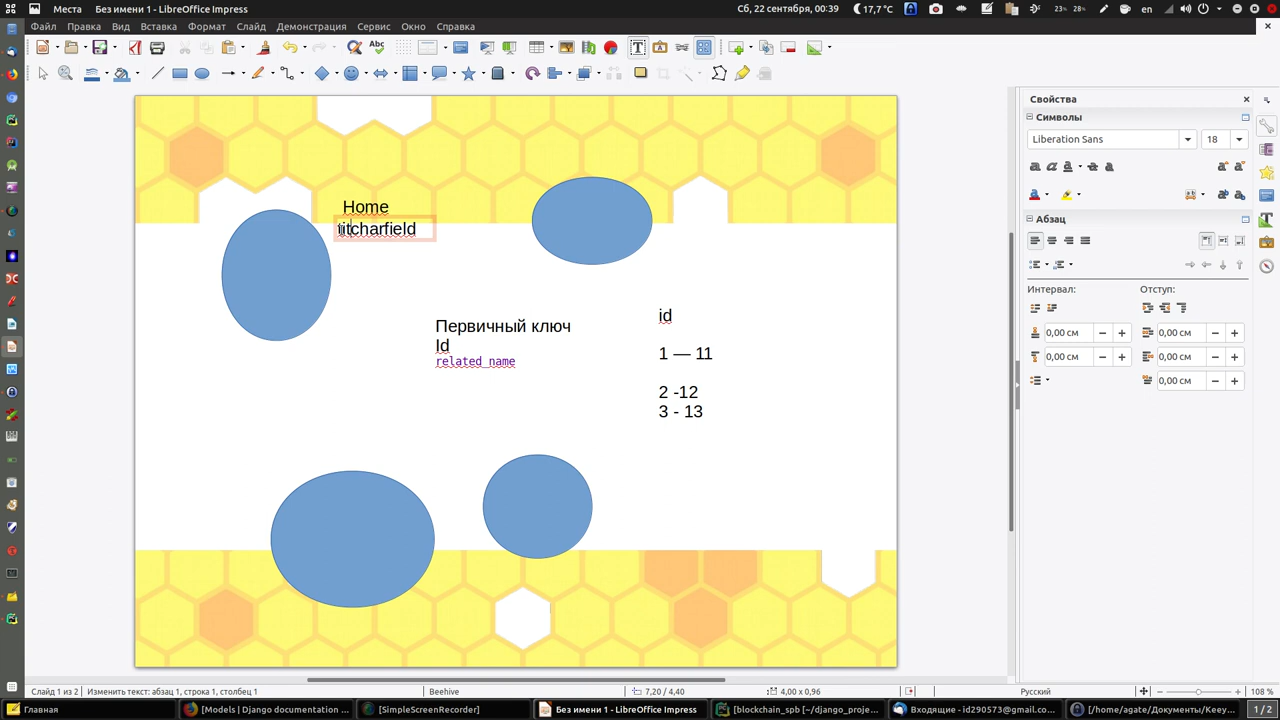 Места
Без имени 1 - LibreOffice Impress
Сб, 22 сентября, 00:39
17,7°C
23%
28%
en
Файл
Правка
Вид
Вставка
Формат
Слайд
Демонстрация
Сервис
Окно
Справка
Home
titcharfield
Первичный ключ
Id
related_name
id
1 — 11
2 -12
3 - 13
Свойства
Символы
Liberation Sans
18
Абзац
Интервал:
Отступ:
0,00 см
0,00 см
0,00 см
0,00 см
0,00 см
Слайд 1 из 2
Изменить текст: абзац 1, строка 1, столбец 1
Beehive
7,20 / 4,40
4,00 x 0,96
Русский
108 %
Главная
[Models | Django documentation ...
[SimpleScreenRecorder]
Без имени 1 - LibreOffice Impress
[blockchain_spb [~/django_proje...
Входящие - id290573@gmail.co...
[/home/agate/Документы/Keey...
1 / 2